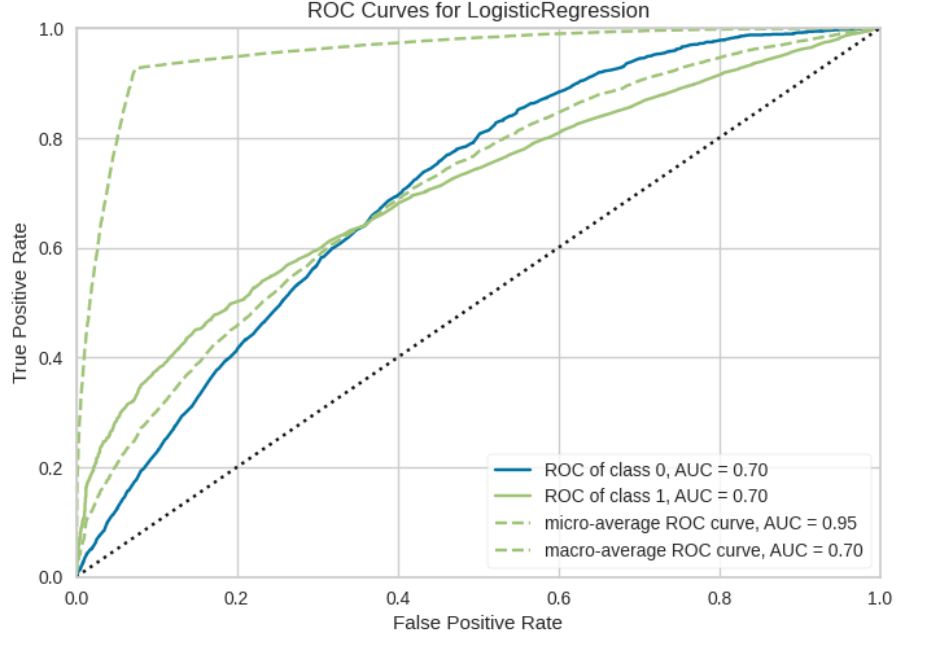 ROC Curves for LogisticRegression
1.0
0.8
0.6
0.4
0.2
0.0
True Positive Rate
ROC of class 0, AUC = 0.70
ROC of class 1, AUC = 0.70
micro-average ROC curve, AUC = 0.95
macro-average ROC curve, AUC = 0.70
0.0 0.2 0.4 0.6 0.8 1.0
False Positive Rate